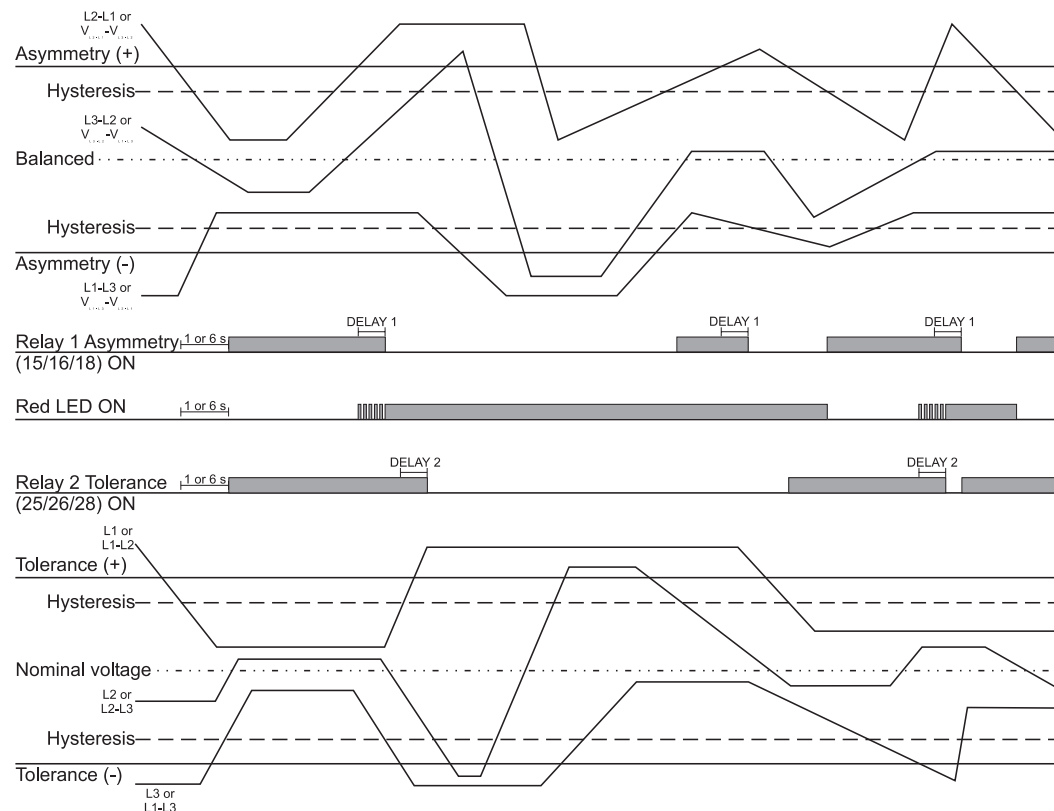 L2-L1 or
V -V
Asymmetry (+)
Hysteresis
L3-L2 or
V -V
Balanced
Hysteresis
Asymmetry (-)
L1-L3 or
V -V
DELAY 1
DELAY 1
DELAY 1
Relay 1 Asymmetry
1 or 6 s
(15/16/18) ON
Red LED ON
1 or 6 s
DELAY 2
DELAY 2
Relay 2 Tolerance
1 or 6 s
(25/26/28) ON
L1 or
L1-L2
Tolerance (+)
Hysteresis
Nominal voltage
L2 or
L2-L3
Hysteresis
Tolerance (-)
L3 or
L1-L3